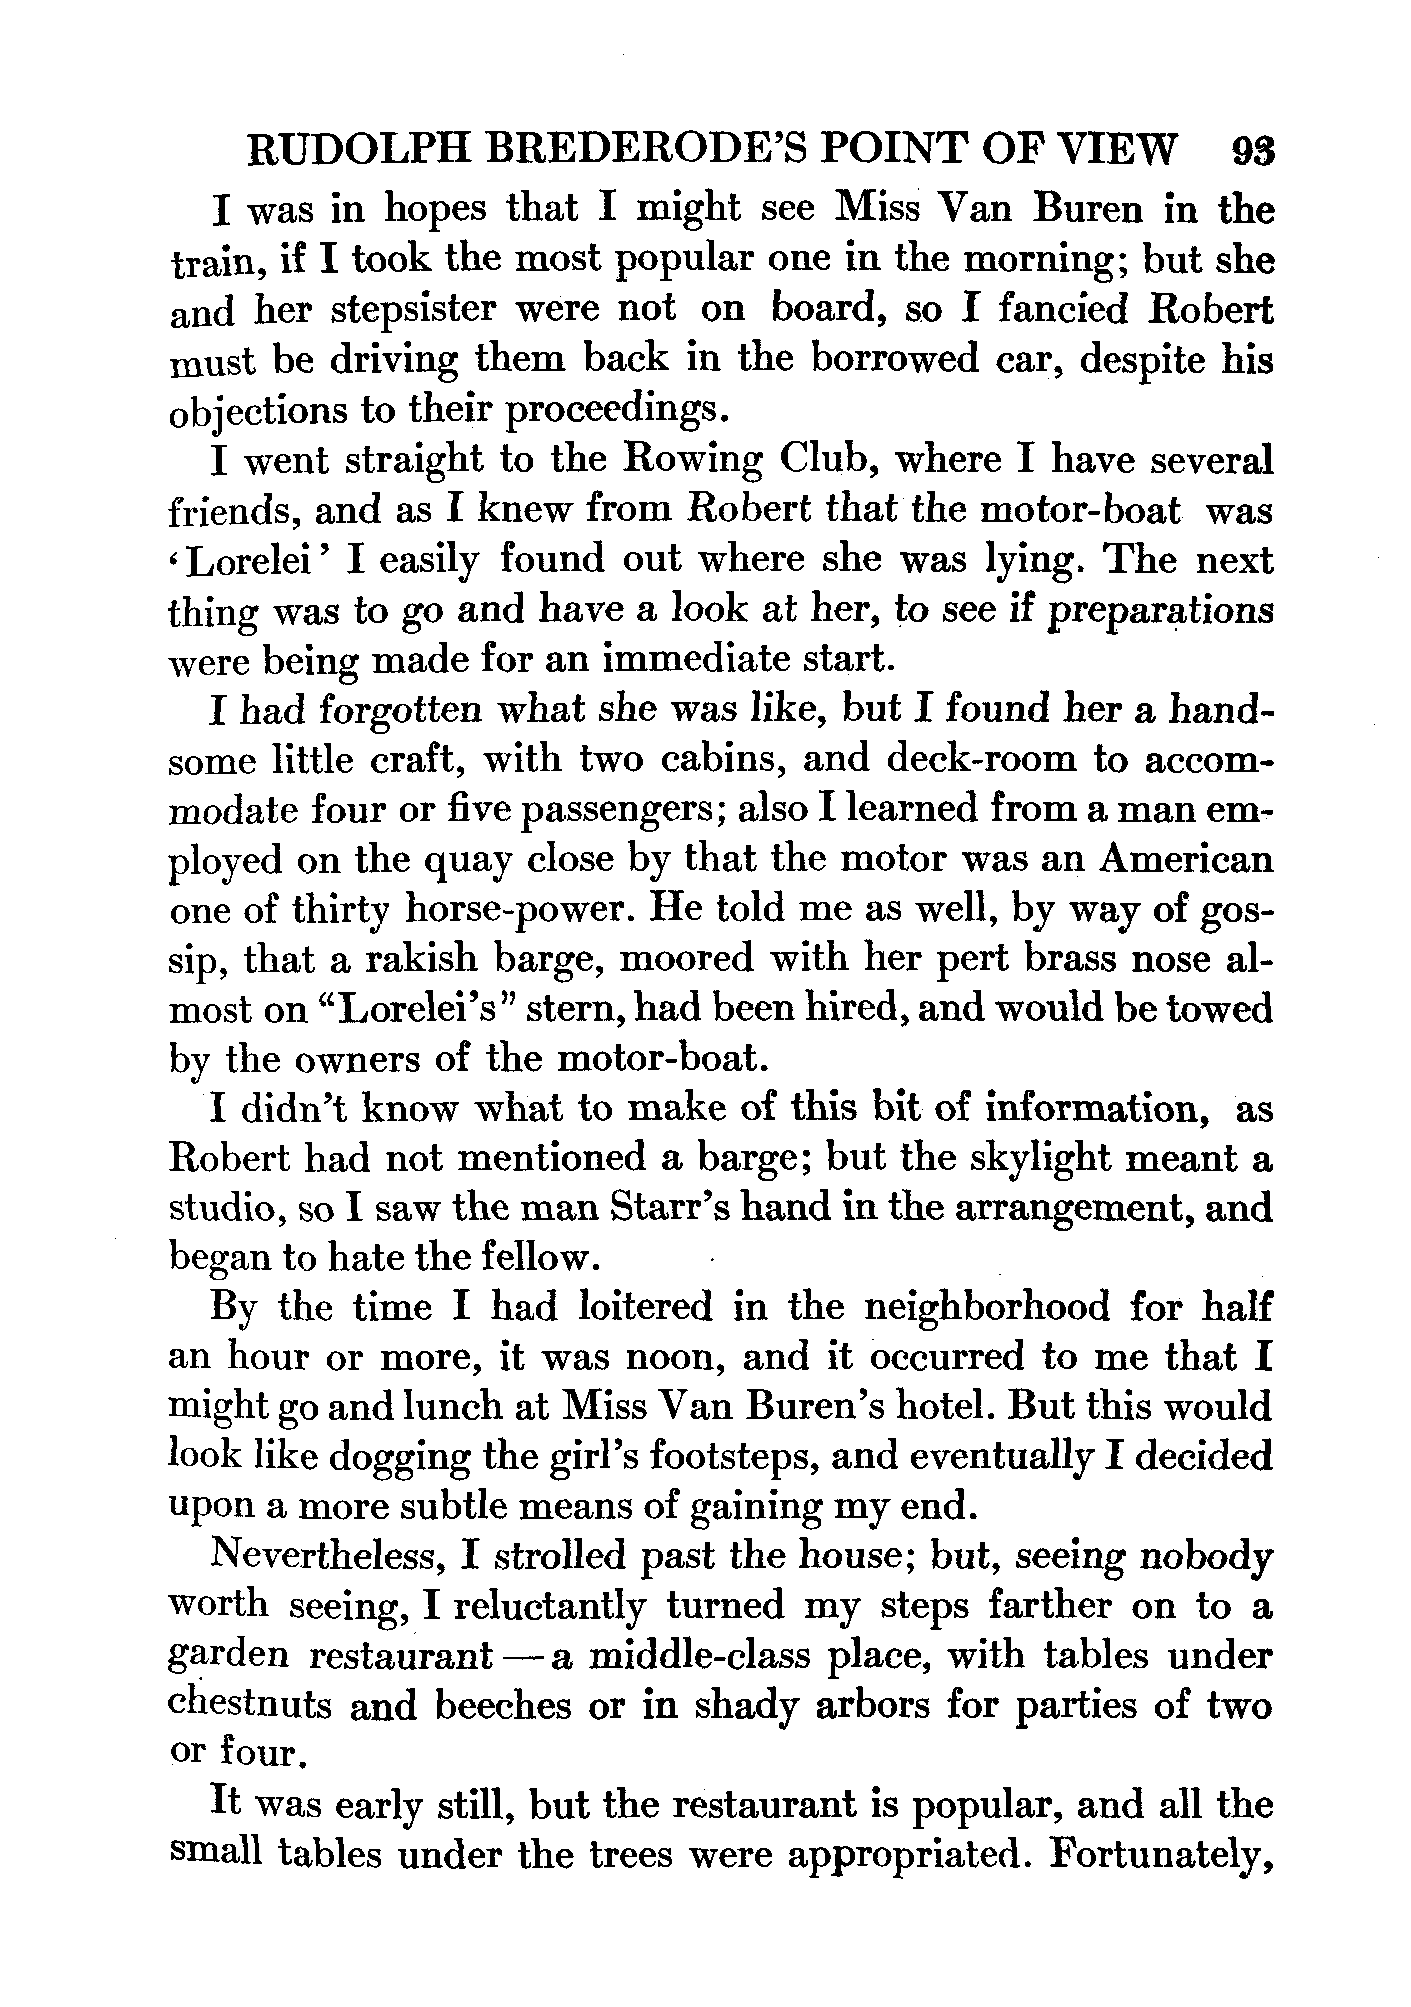 RUDOLPH BREDERODE'S POINT OF VIEW 93
I was in hopes that I might see Miss Van Buren in the
train, if I took the most popular one in the morning; but she
and her stepsister were not on board, so I fancied Robert
must be driving them back in the borrowed car, despite his
objections to their proceedings.
I went straight to the Rowing Club, where I have several
friends, and as I knew from Robert that the motor-boat was
‘Lorelei’ I easily found out where she was lying. The next
thing was to go and have a look at her, to see if preparations
were being made for an immediate start.
I had forgotten what she was like, but I found her a hand-
some little craft, with two cabins, and deck-room to accom-
modate four or five passengers; also I learned from a man em-
ployed on the quay close by that the motor was an American
one of thirty horse-power. He told me as well, by way of gos-
sip, that a rakish barge, moored with her pert brass nose al-
most on “Lorelei's” stern, had been hired, and would be towed
by the owners of the motor-boat.
I didn't know what to make of this bit of information, as
Robert had not mentioned a barge; but the skylight meant a
studio, so I saw the man Starr's hand in the arrangement, and
began to hate the fellow.
By the time I had loitered in the neighborhood for half
an hour or more, it was noon, and it occurred to me that I
might go and lunch at Miss Van Buren's hotel. But this would
look like dogging the girl's footsteps, and eventually I decided
upon a more subtle means of gaining my end.
Nevertheless, I strolled past the house; but, seeing nobody
worth seeing, I reluctantly turned my steps farther on to a
garden restaurant — a middle-class place, with tables under
chestnuts and beeches or in shady arbors for parties of two
or four.
It was early still, but the restaurant is popular, and all the
small tables under the trees were appropriated. Fortunately,